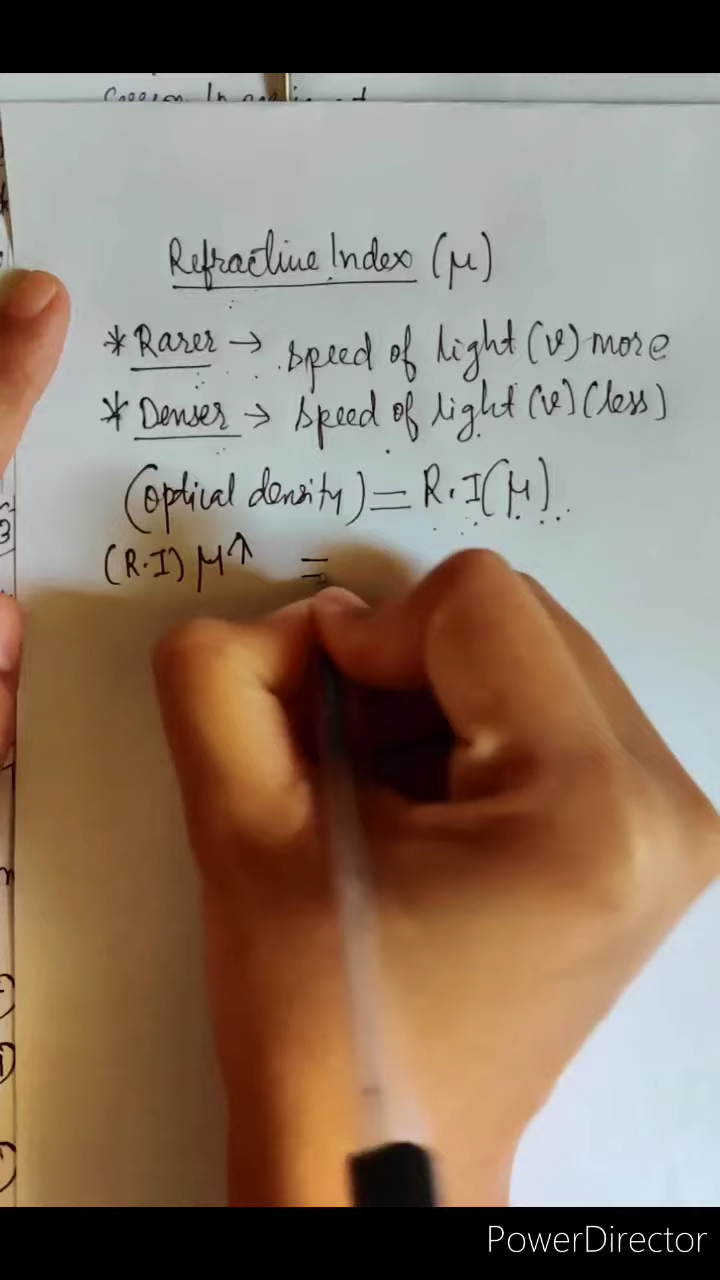 Refractive Index (μ)
*Rarer → speed of light (v) more
*Denser → speed of light (v) (less)
(optical density) = R.I (μ)
(R.I) μ↑ =
PowerDirector